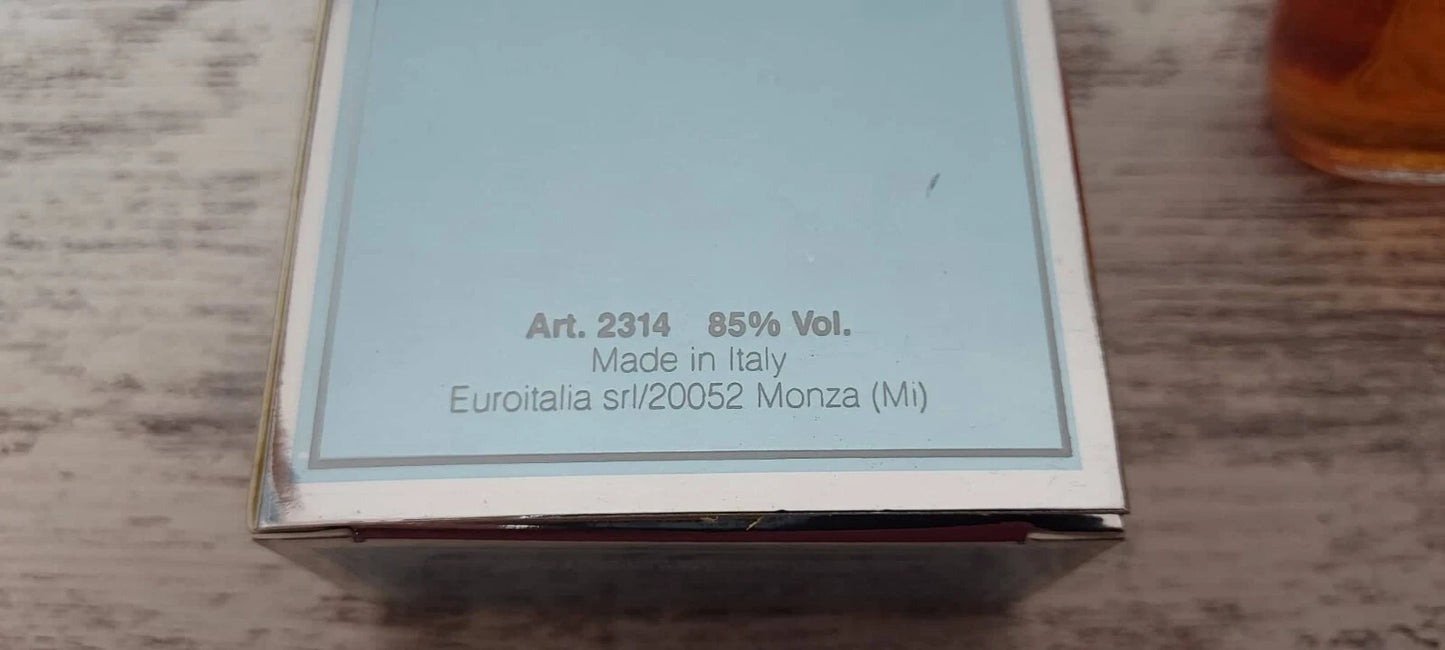 Art. 2314 85% Vol.
Made in Italy
Euroitalia srl/20052 Monza (Mi)